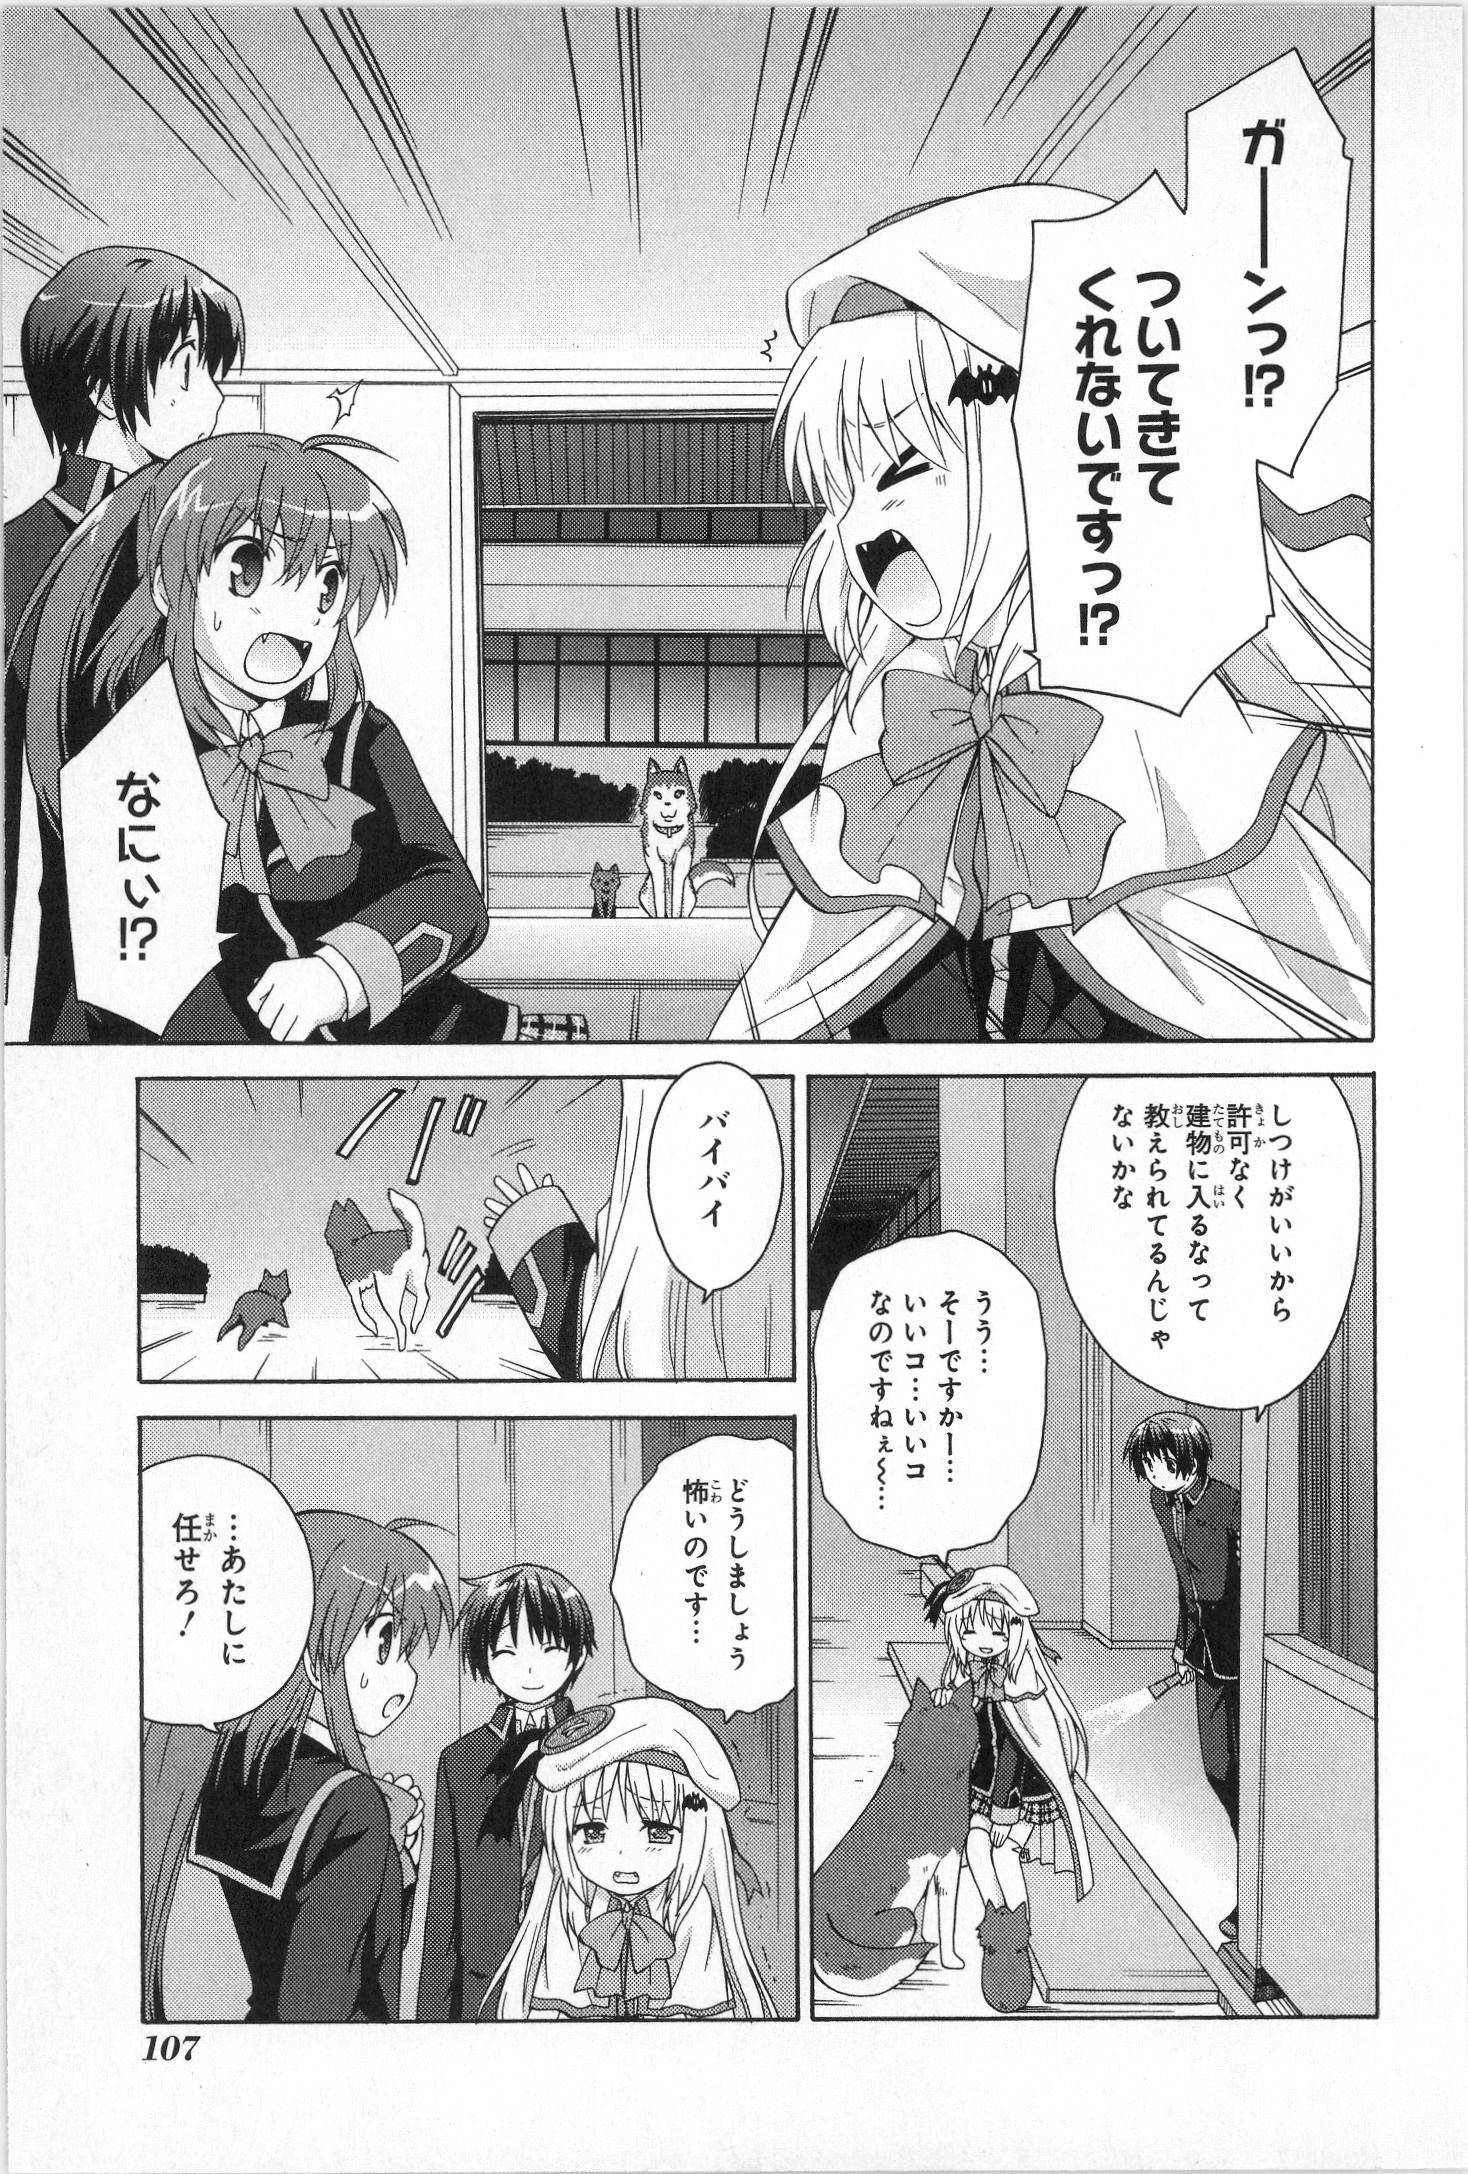 ガーーンっ!?
ついてきて
くれないですっ!?
なにぃ!?
しつけがいいから
許可なく
建物に入るなって
教えられてるんじゃ
ないかな
うう…
そーですかー…
いいコ…いいコ
なのですねぇ〜…
バイバイ
どうしましょう
怖いのです…
…あたしに
任せろ!
107